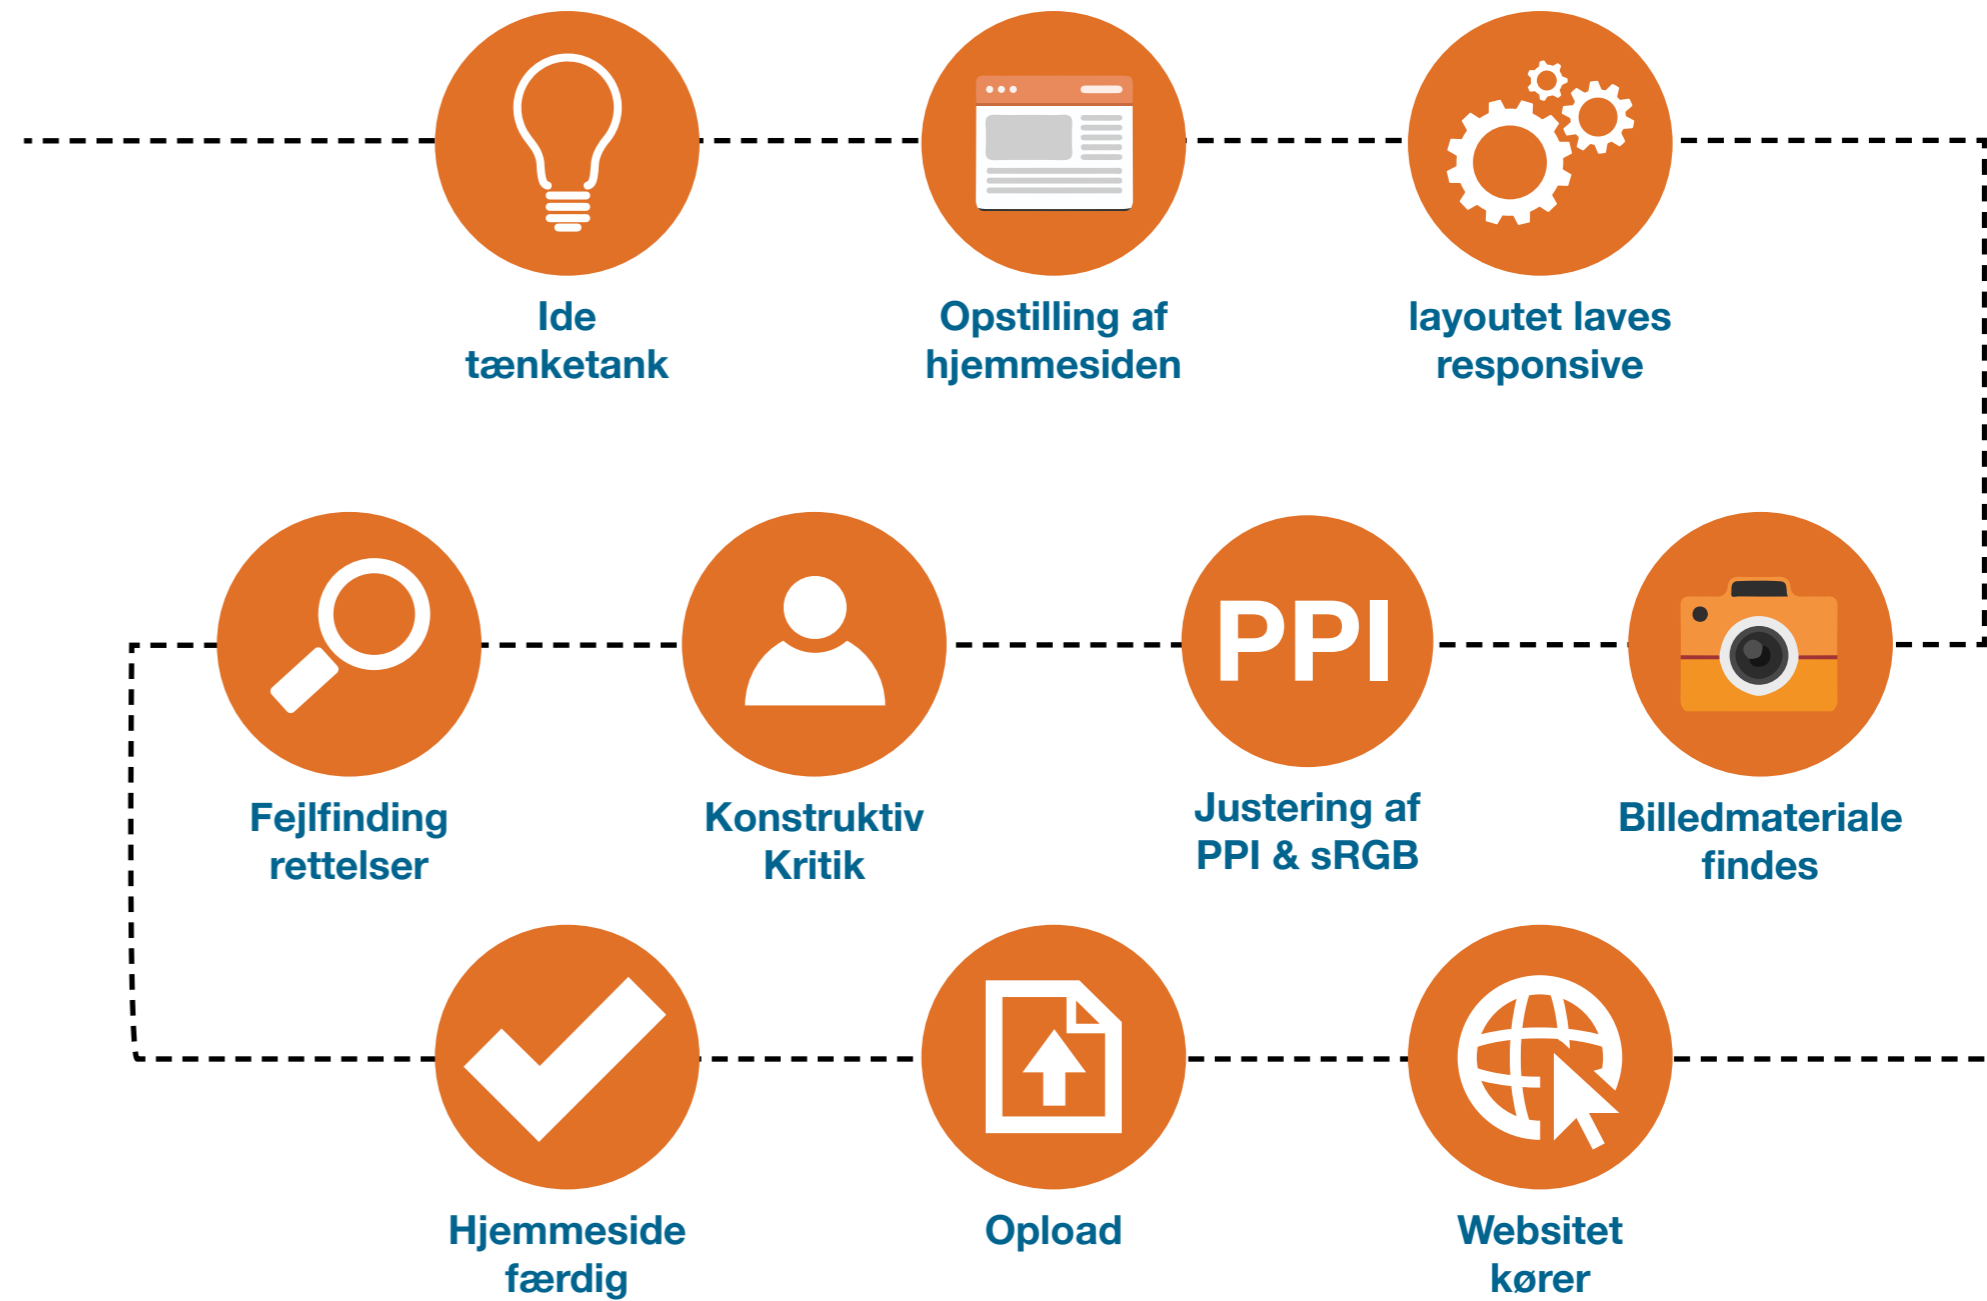 Ide
tænketank
Opstilling af
hjemmesiden
layoutet laves
responsive
Fejlfinding
rettelser
Konstruktiv
Kritik
PPI
Justering af
PPI & sRGB
Billedmateriale
findes
Hjemmeside
færdig
Opload
Websitet
kører